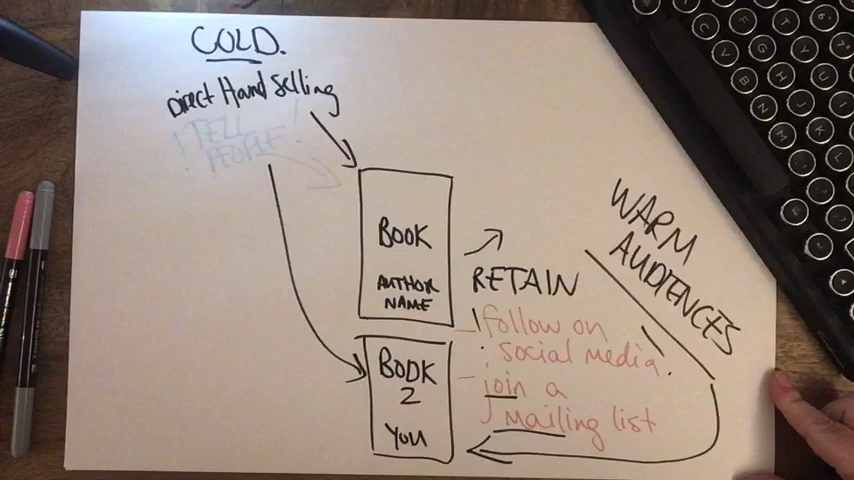 COLD.
Direct Hand Selling
! TELL !
PEOPLE
BOOK
AUTHOR
NAME
RETAIN
WARM
AUDIENCES
! follow on
social media.
BOOK
2
YOU
join a
mailing list